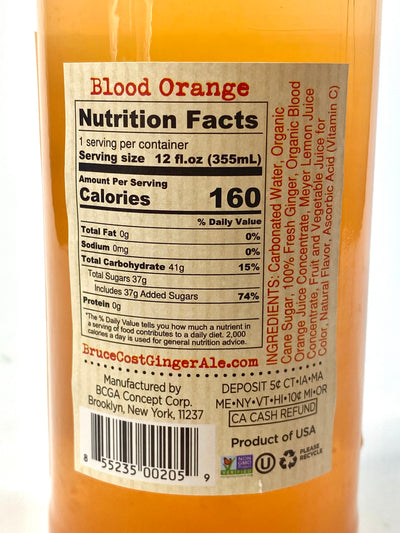 Blood Orange
Nutrition Facts
1 serving per container
Serving size 12 fl.oz (355mL)
Amount Per Serving
Calories 160
% Daily Value
Total Fat 0g 0%
Sodium 0mg 0%
Total Carbohydrate 41g 15%
Total Sugars 37g
Includes 37g Added Sugars 74%
Protein 0g
*The % Daily Value tells you how much a nutrient in
a serving of food contributes to a daily diet. 2,000
calories a day is used for general nutrition advice.
BruceCostGingerAle.com
INGREDIENTS: Carbonated Water, Organic
Cane Sugar, 100% Fresh Ginger, Organic Blood
Orange Juice Concentrate, Meyer Lemon Juice
Concentrate, Fruit and Vegetable Juice for
Color, Natural Flavor, Ascorbic Acid (Vitamin C)
Manufactured by
BCGA Concept Corp.
Brooklyn, New York, 11237
8 55235 00205 9
DEPOSIT 5¢ CT•IA•MA
ME•NY•VT•HI•10¢ MI•OR
CA CASH REFUND
Product of USA
NON
GMO
VERIFIED
U
PLEASE
RECYCLE